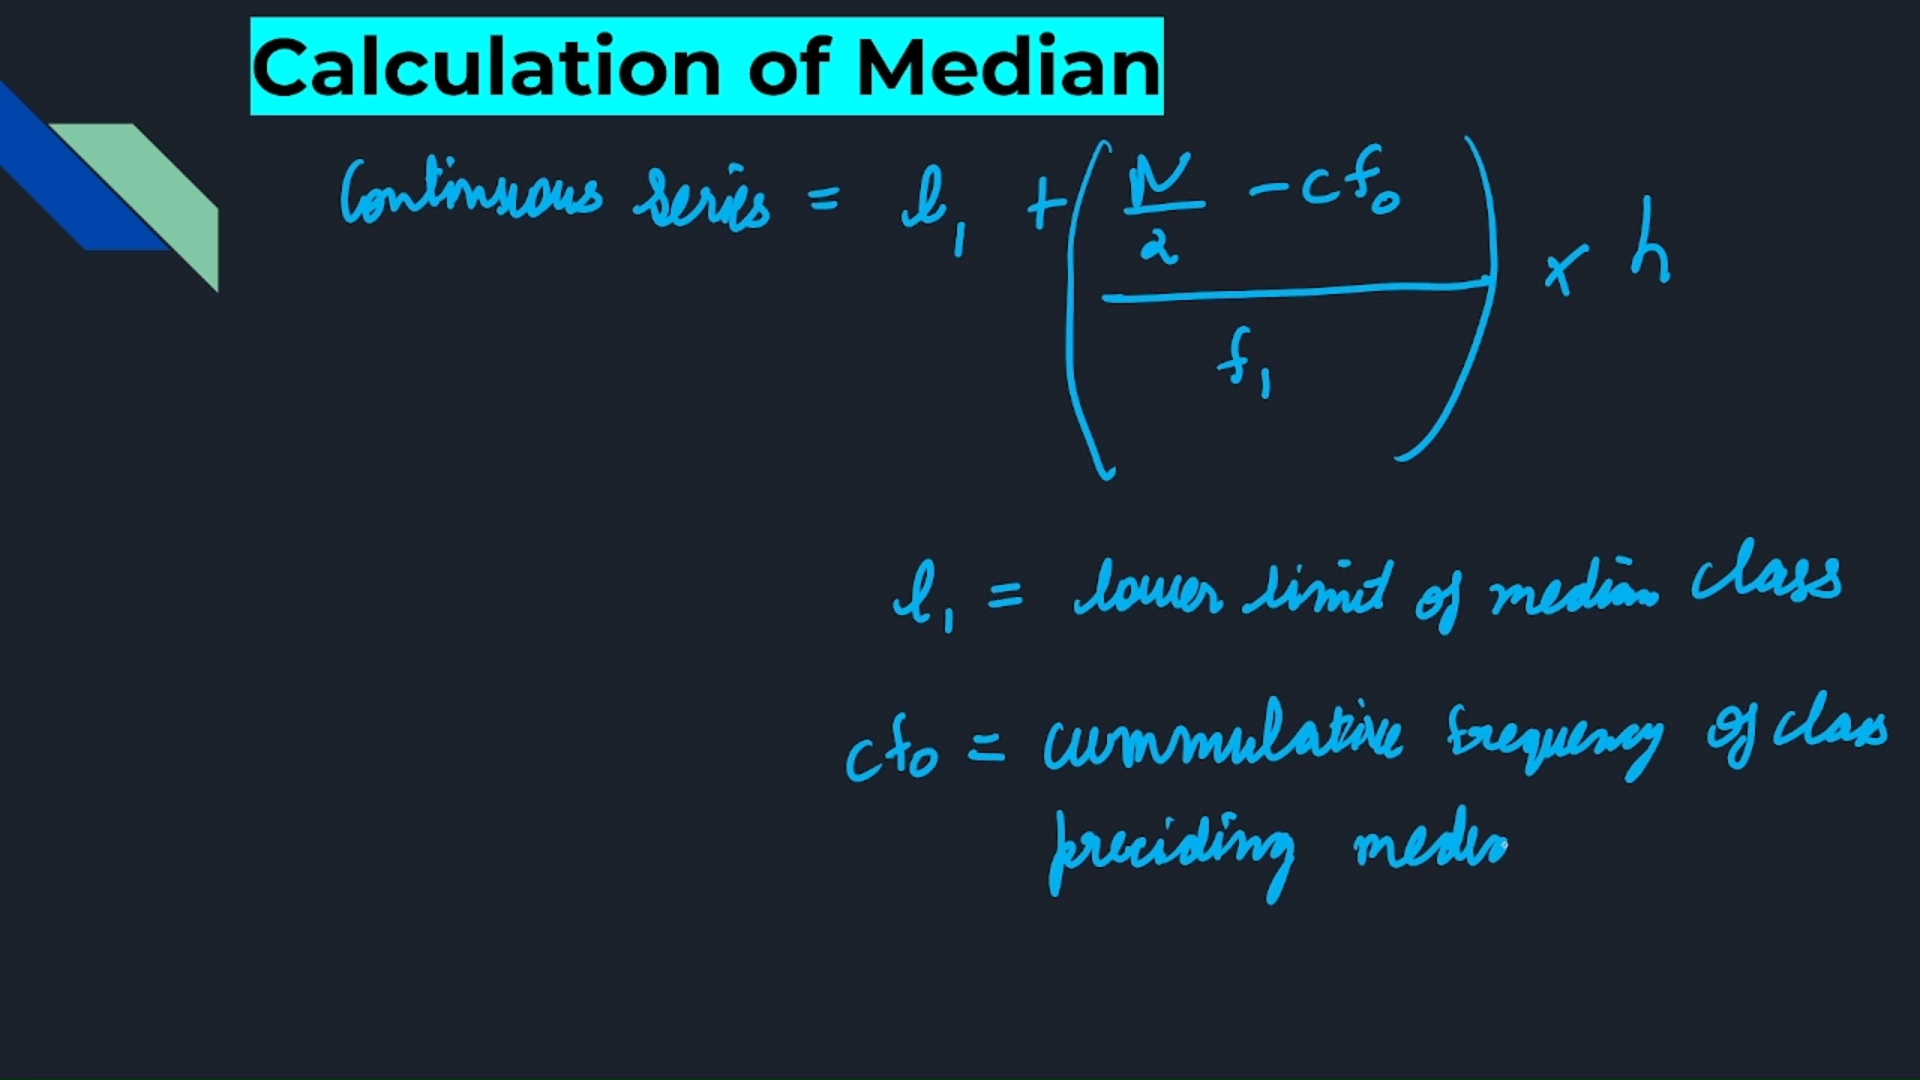 Calculation of Median
Continuous Series = l₁ + ( (N/2 - cf₀) / f₁ ) × h
l₁ = lower limit of median class
cf₀ = cummulative frequency of class
preciding